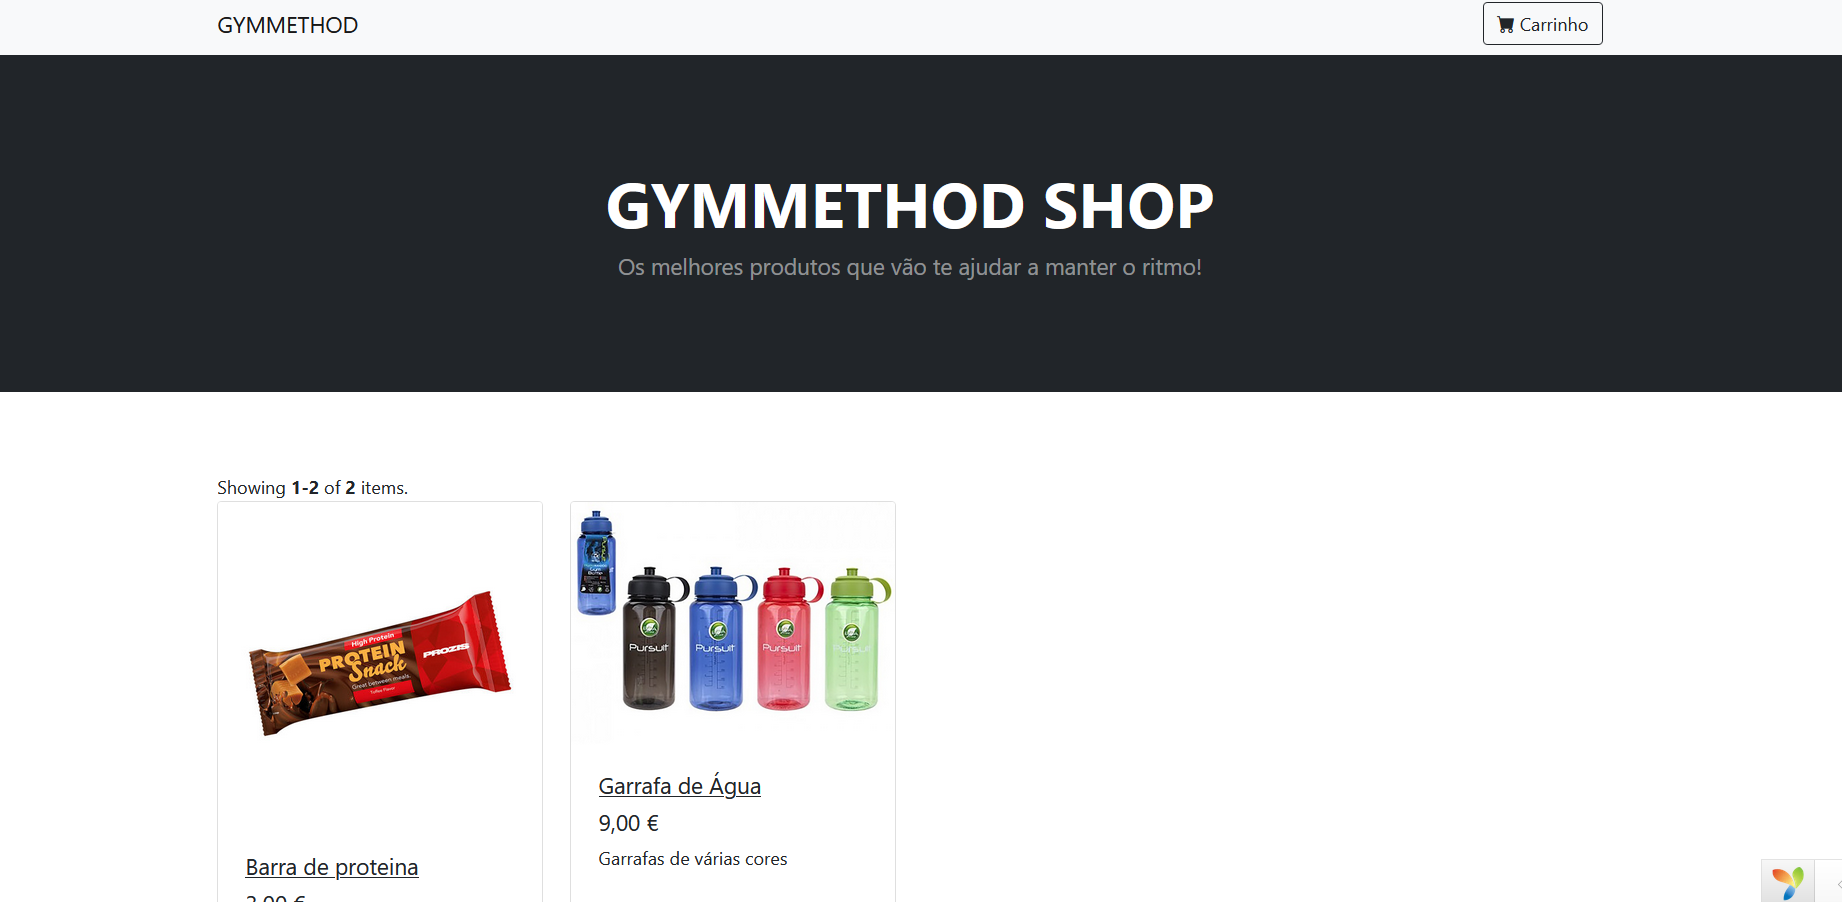 GYMMETHOD
Carrinho
GYMMETHOD SHOP
Os melhores produtos que vão te ajudar a manter o ritmo!
Showing 1-2 of 2 items.
High Protein
PROTEIN
Snack
Great between meals.
Toffee Flavor
PROZIS
Pursuit
Pursuit
Pursuit
Pursuit
Garrafa de Água
9,00 €
Garrafas de várias cores
Barra de proteina